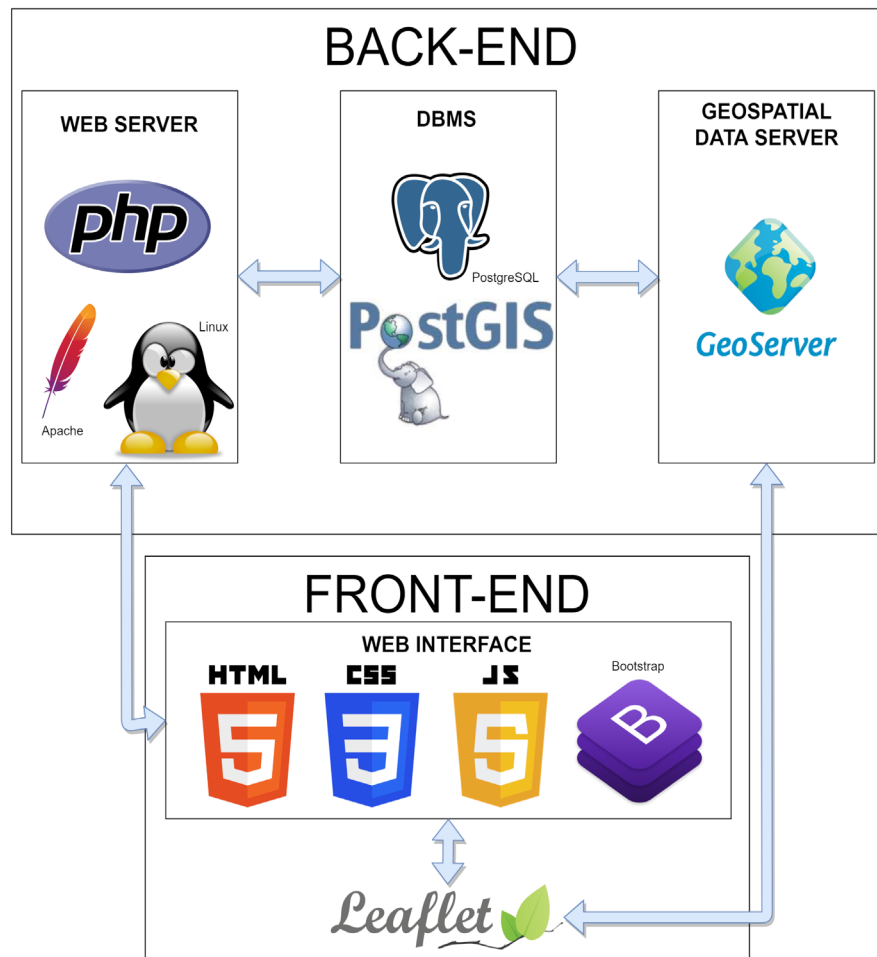 BACK-END
WEB SERVER
php
Linux
Apache
DBMS
PostgreSQL
PostGIS
GEOSPATIAL
DATA SERVER
GeoServer
FRONT-END
WEB INTERFACE
HTML
5
CSS
3
JS
5
Bootstrap
B
Leaflet